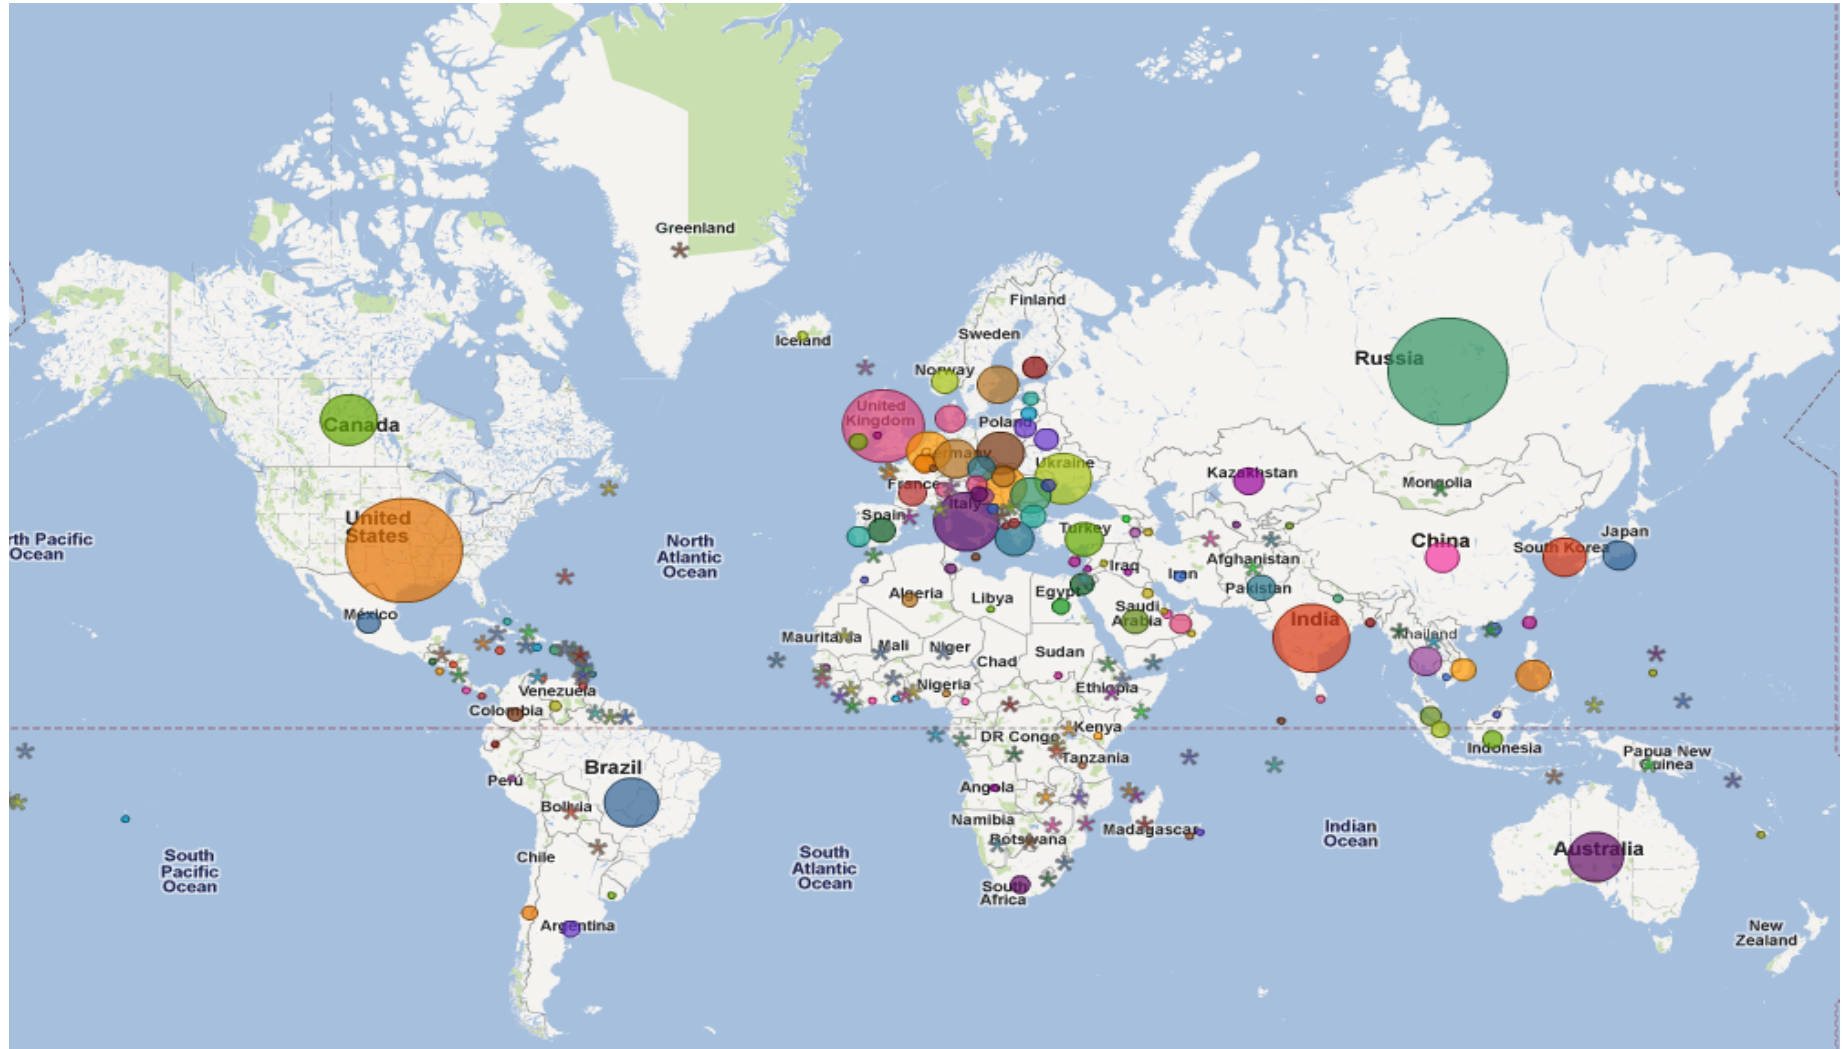 Greenland
Iceland
Finland
Sweden
Norway
Russia
United
Kingdom
Canada
Poland
Germany
Ukraine
Kazakhstan
Mongolia
France
Italy
Spain
Turkey
United
States
rth Pacific
Ocean
North
Atlantic
Ocean
Japan
China
South Korea
Afghanistan
Iraq
Iran
Pakistan
Algeria
Libya
Egypt
Saudi
Arabia
India
México
Mauritania
Mali
Niger
Chad
Sudan
Thailand
Venezuela
Nigeria
Ethiopia
Colombia
Kenya
DR Congo
Tanzania
Indonesia
Papua New
Guinea
Brazil
Perú
Angola
Bolivia
Namibia
Botswana
Madagascar
Indian
Ocean
Chile
South
Pacific
Ocean
South
Atlantic
Ocean
Australia
South
Africa
Argentina
New
Zealand